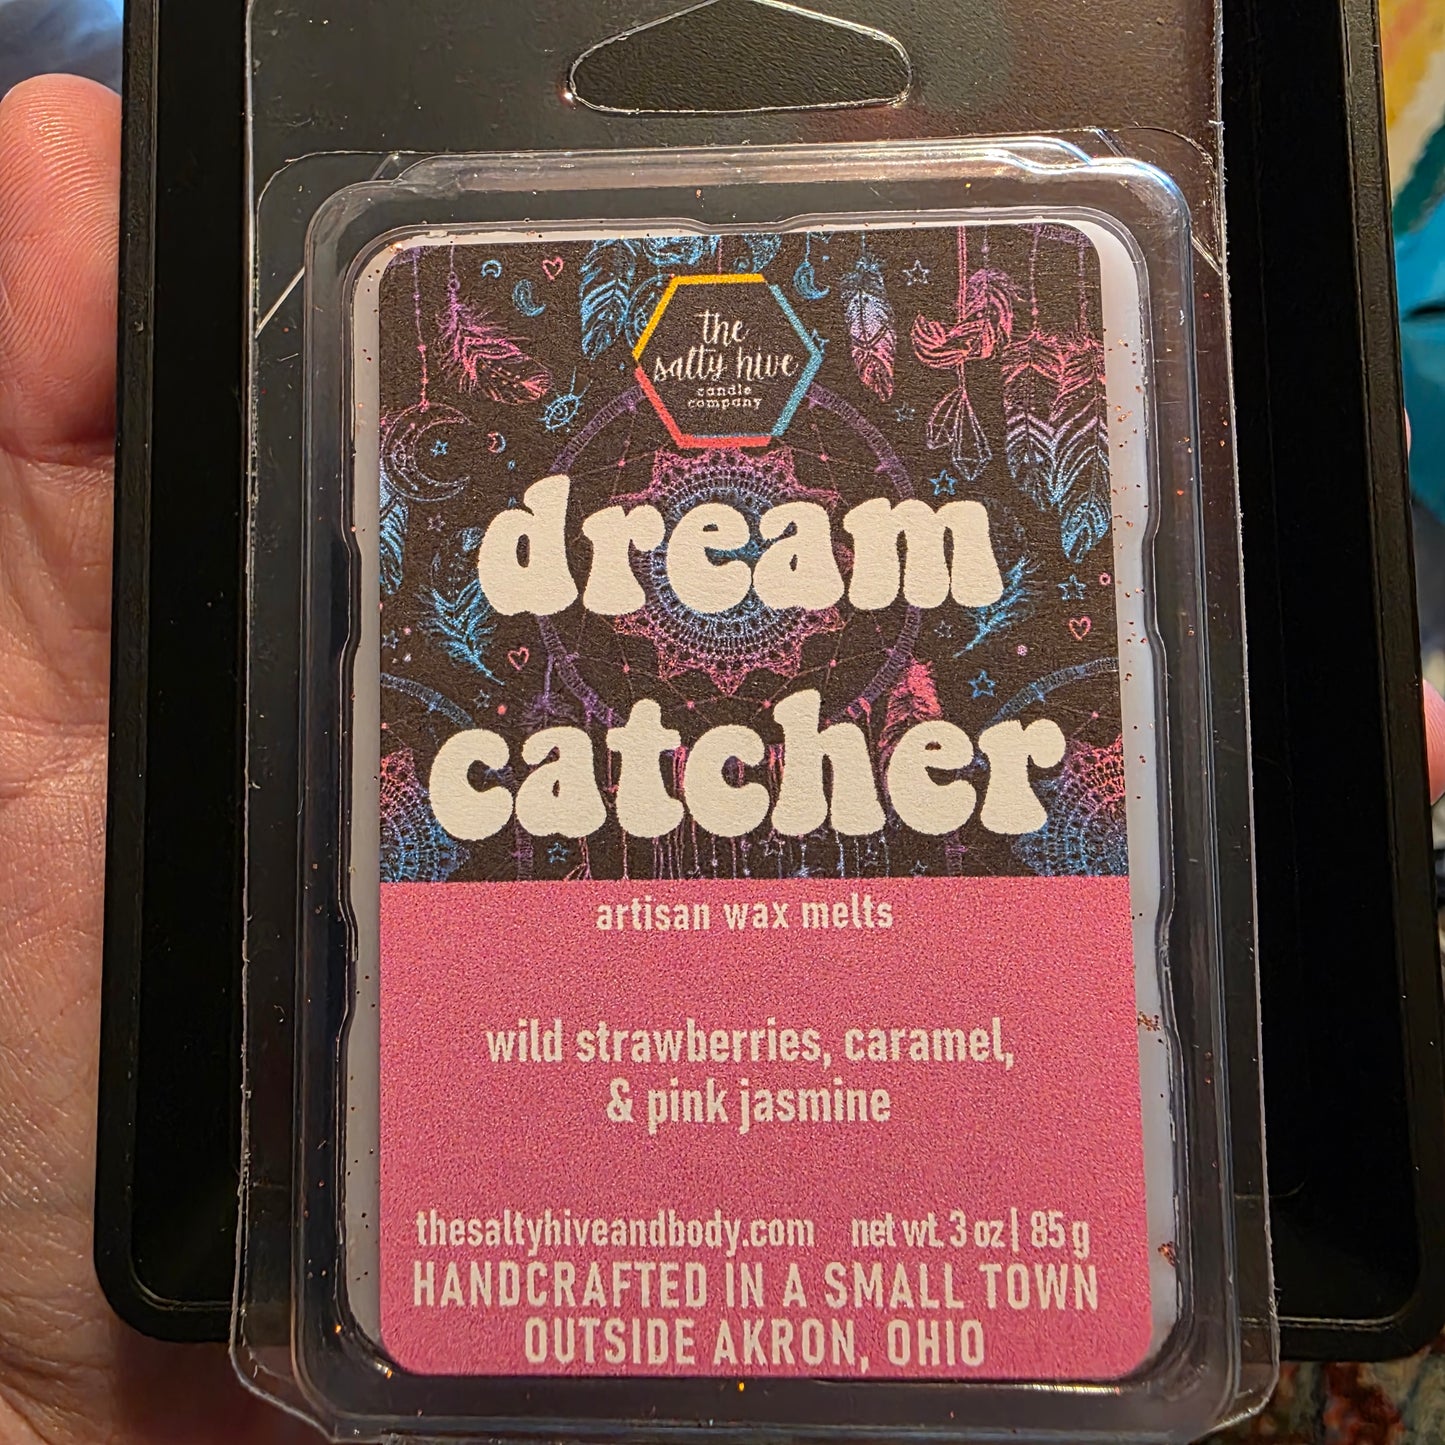 the
salty hive
candle
company
dream
catcher
artisan wax melts
wild strawberries, caramel,
& pink jasmine
thesaltyhiveandbody.com net wt. 3 oz | 85 g
HANDCRAFTED IN A SMALL TOWN
OUTSIDE AKRON, OHIO